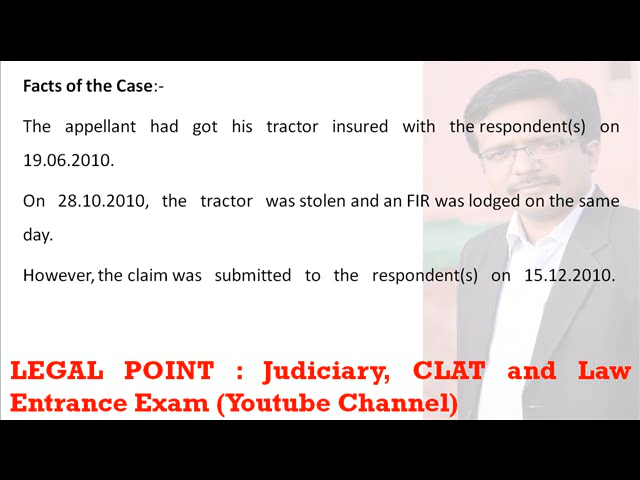 Facts of the Case:-
The appellant had got his tractor insured with the respondent(s) on
19.06.2010.
On 28.10.2010, the tractor was stolen and an FIR was lodged on the same
day.
However, the claim was submitted to the respondent(s) on 15.12.2010.
LEGAL POINT : Judiciary, CLAT and Law
Entrance Exam (Youtube Channel)